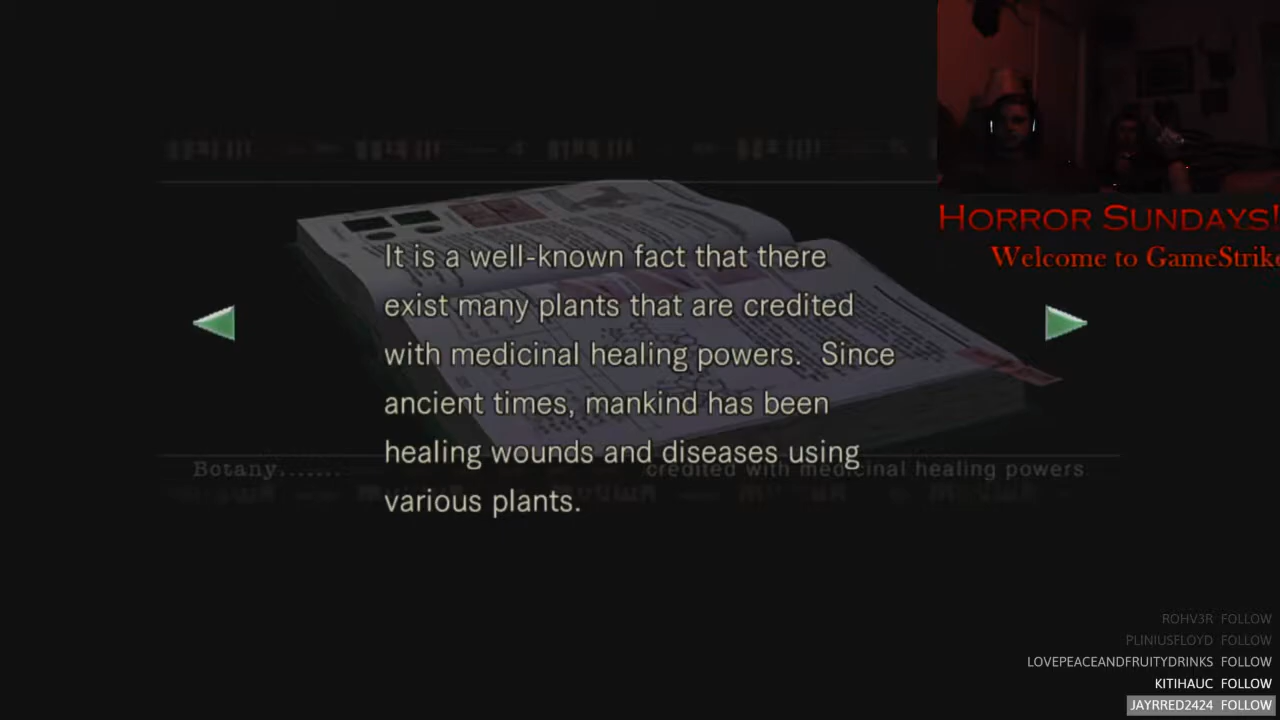 HORROR SUNDAYS!
Welcome to GameStrike
It is a well-known fact that there
exist many plants that are credited
with medicinal healing powers.  Since
ancient times, mankind has been
healing wounds and diseases using
various plants.
Botany.......
credited with medicinal healing powers
ROHV3R FOLLOW
PLINIUSFLOYD FOLLOW
LOVEPEACEANDFRUITYDRINKS FOLLOW
KITIHAUC FOLLOW
JAYRRED2424 FOLLOW